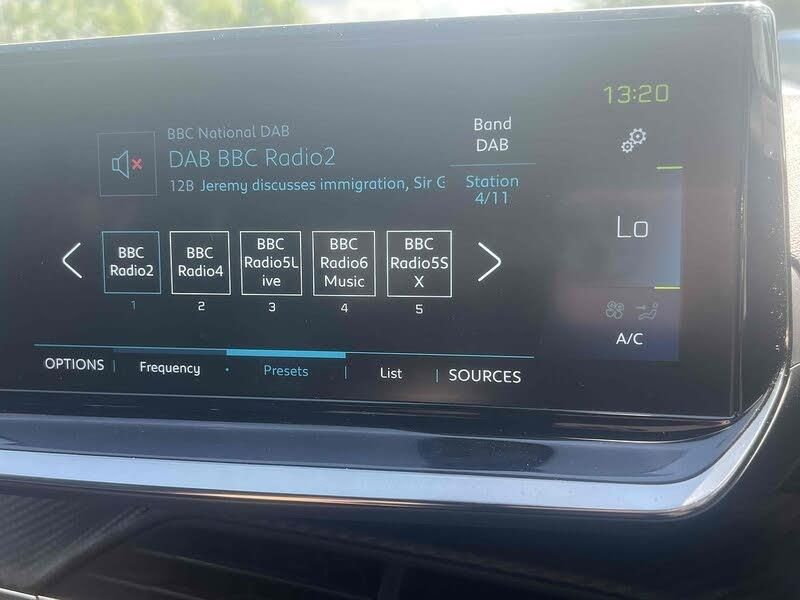 13:20
BBC National DAB
DAB BBC Radio2
12B Jeremy discusses immigration, Sir G
Band
DAB
Station
4/11
Lo
BBC
Radio2
1
BBC
Radio4
2
BBC
Radio5L
ive
3
BBC
Radio6
Music
4
BBC
Radio5S
X
5
A/C
OPTIONS
Frequency
Presets
List
SOURCES